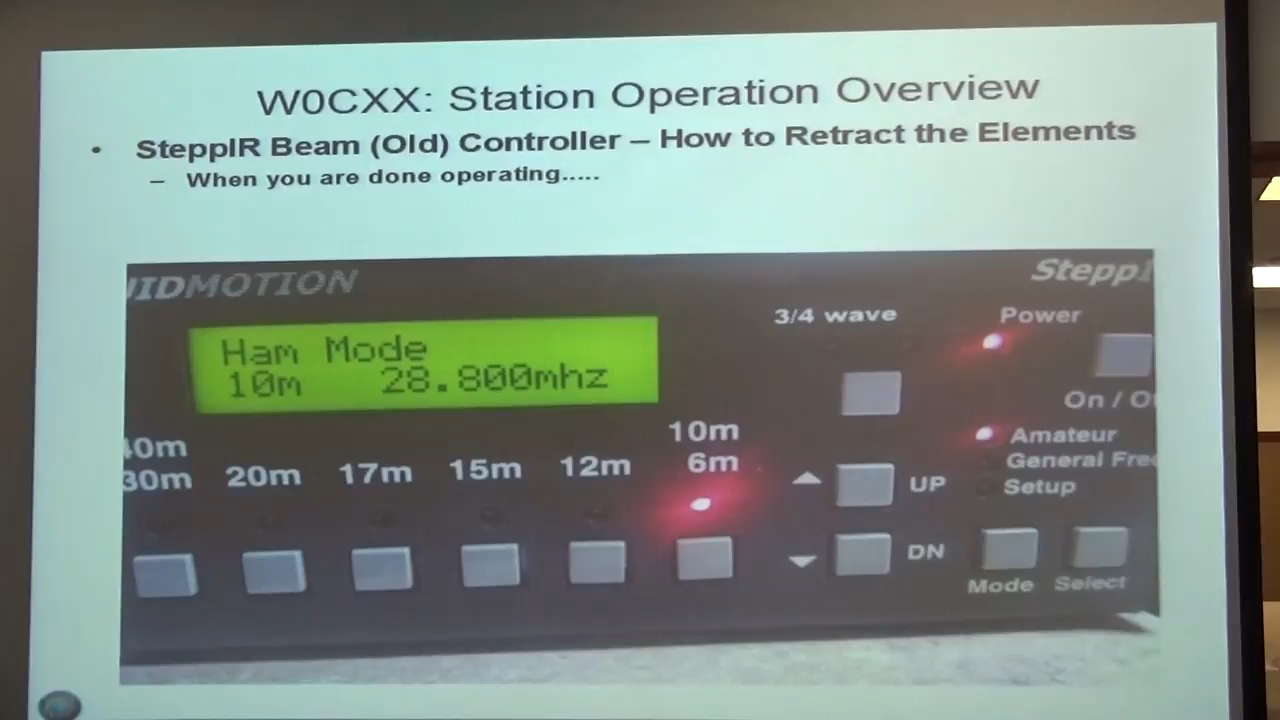 W0CXX: Station Operation Overview
• SteppIR Beam (Old) Controller – How to Retract the Elements
– When you are done operating.....
UIDMOTION
SteppI
3/4 wave
Power
Ham Mode
10m 28.800mhz
On / O
40m
30m
20m
17m
15m
12m
10m
6m
UP
DN
Amateur
General Fre
Setup
Mode
Select